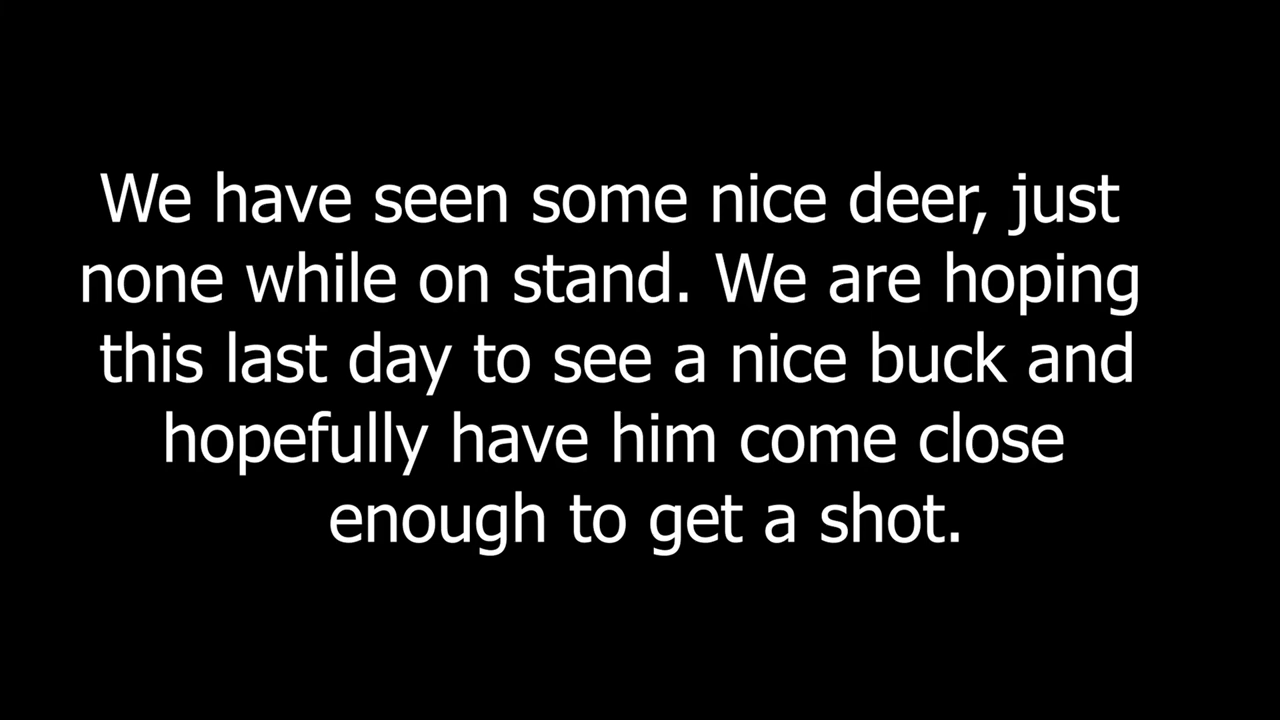 We have seen some nice deer, just
none while on stand. We are hoping
this last day to see a nice buck and
hopefully have him come close
enough to get a shot.